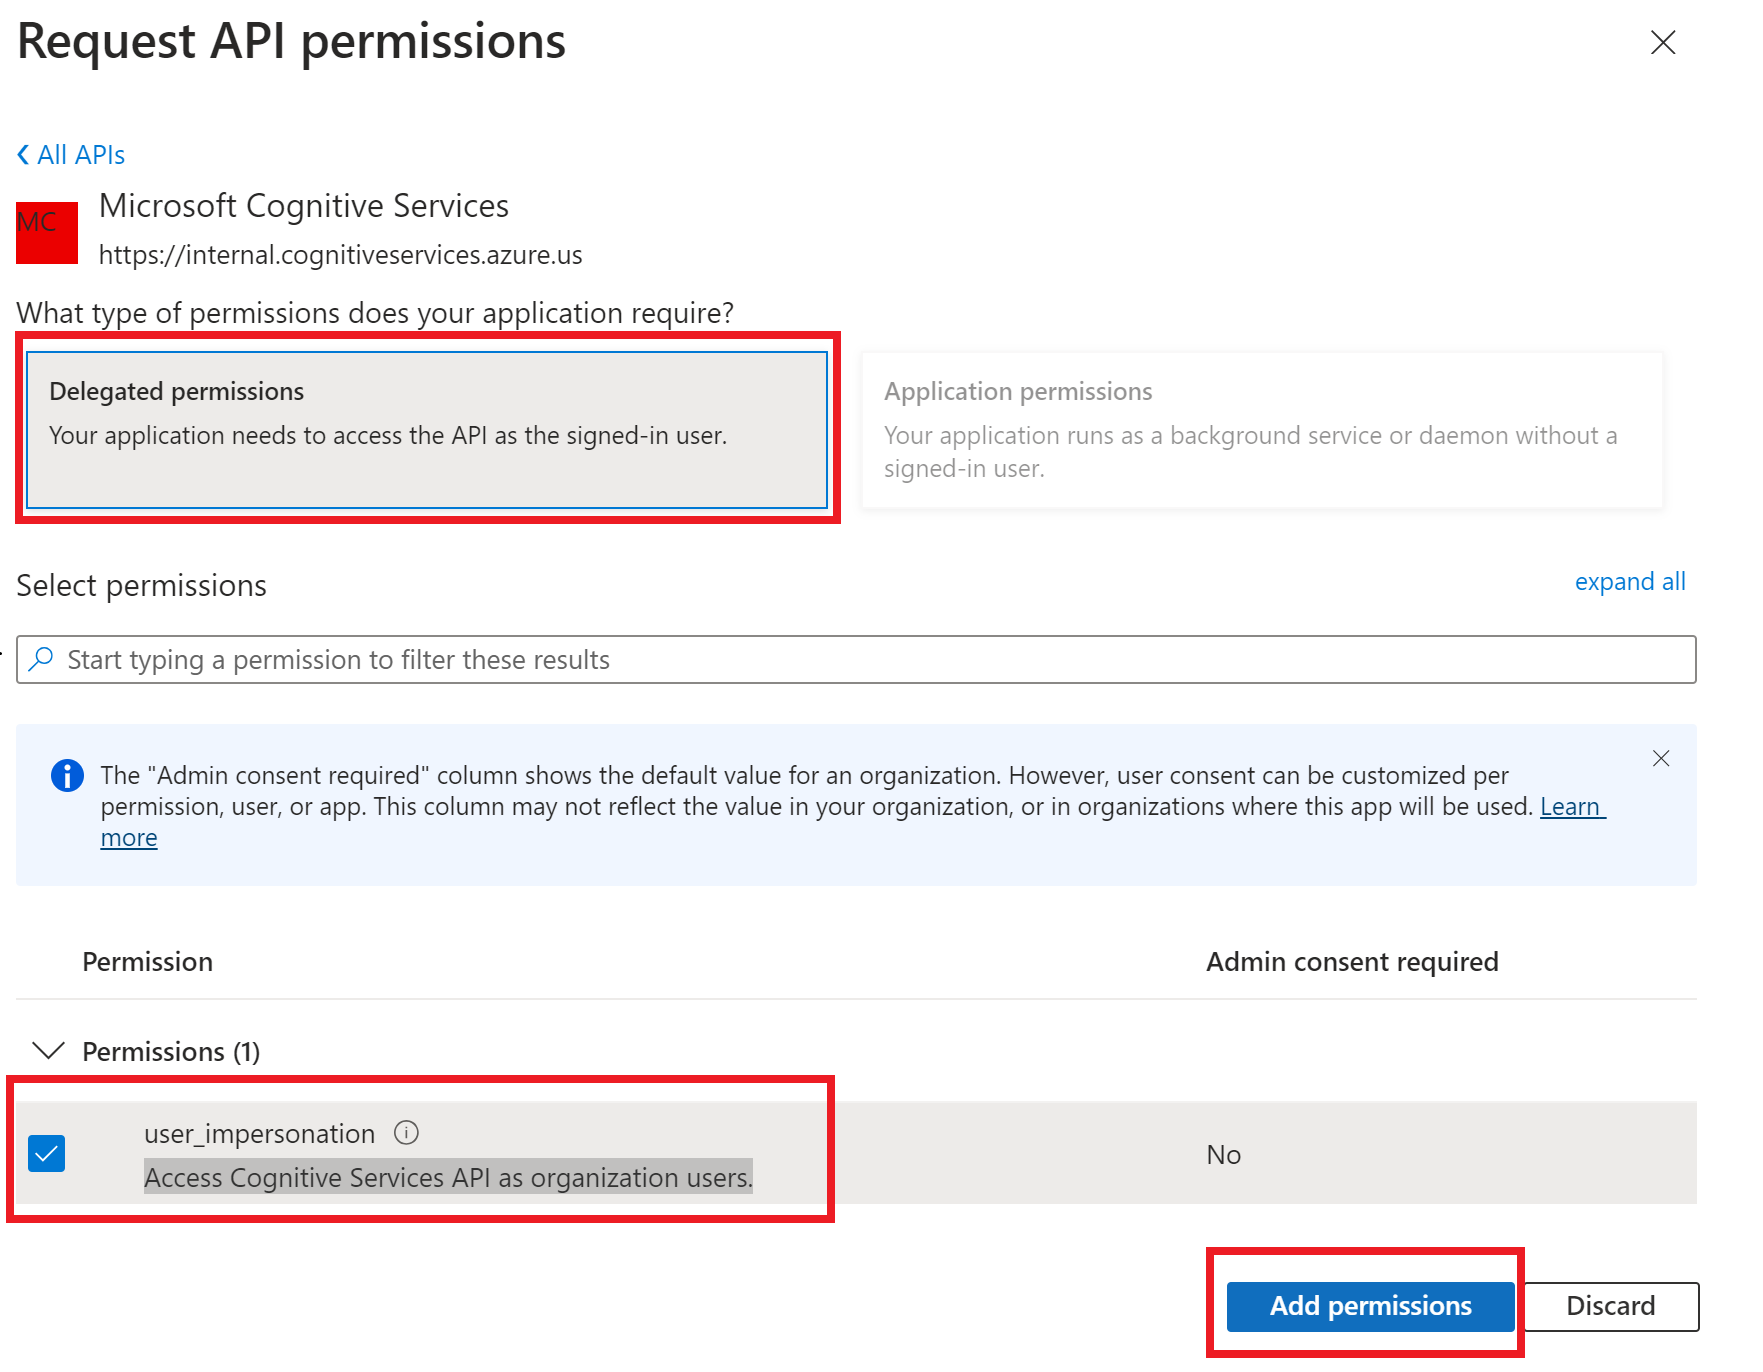 Request API permissions
All APIs
MC
Microsoft Cognitive Services
https://internal.cognitiveservices.azure.us
What type of permissions does your application require?
Delegated permissions
Your application needs to access the API as the signed-in user.
Application permissions
Your application runs as a background service or daemon without a
signed-in user.
Select permissions
expand all
Start typing a permission to filter these results
The "Admin consent required" column shows the default value for an organization. However, user consent can be customized per
permission, user, or app. This column may not reflect the value in your organization, or in organizations where this app will be used. Learn
more
Permission
Admin consent required
Permissions (1)
user_impersonation
Access Cognitive Services API as organization users.
No
Add permissions
Discard